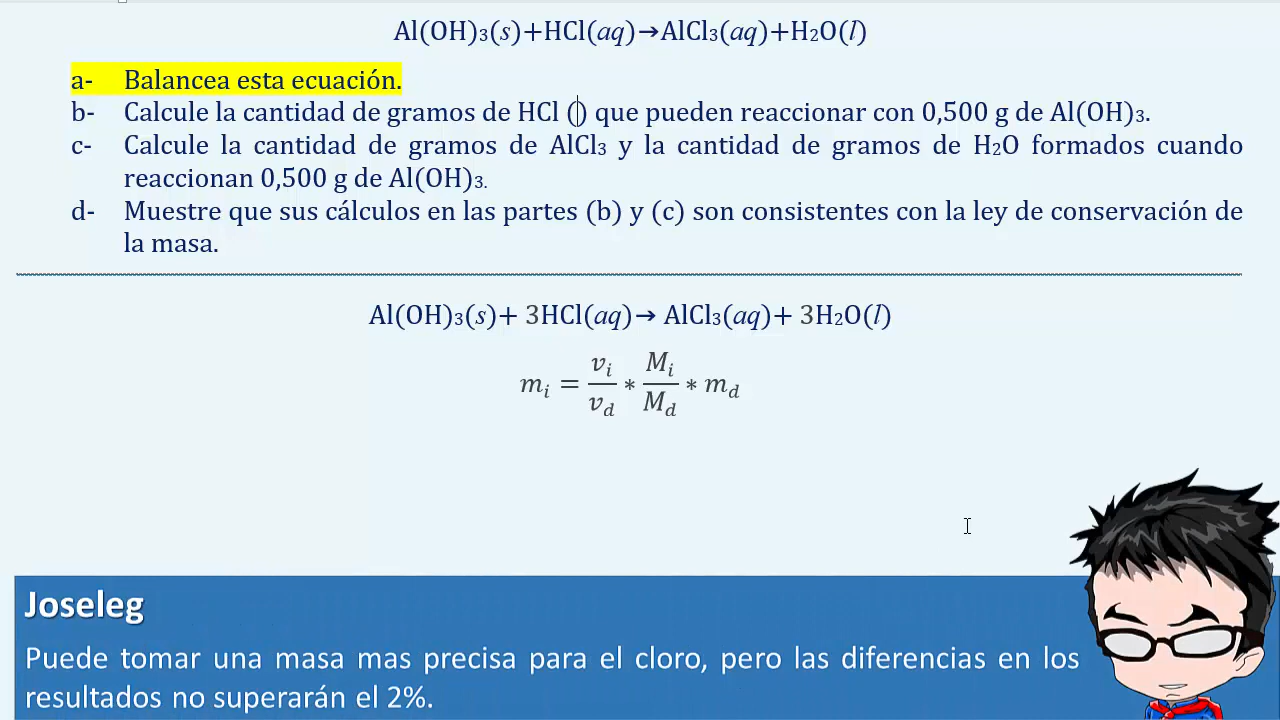 Al(OH)₃(s)+HCl(aq)→AlCl₃(aq)+H₂O(l)
a- Balancea esta ecuación.
b- Calcule la cantidad de gramos de HCl () que pueden reaccionar con 0,500 g de Al(OH)₃.
c- Calcule la cantidad de gramos de AlCl₃ y la cantidad de gramos de H₂O formados cuando
reaccionan 0,500 g de Al(OH)₃.
d- Muestre que sus cálculos en las partes (b) y (c) son consistentes con la ley de conservación de
la masa.
Al(OH)₃(s)+ 3HCl(aq)→ AlCl₃(aq)+ 3H₂O(l)
mᵢ = vᵢ/v_d * Mᵢ/M_d * m_d
Joseleg
Puede tomar una masa mas precisa para el cloro, pero las diferencias en los
resultados no superarán el 2%.